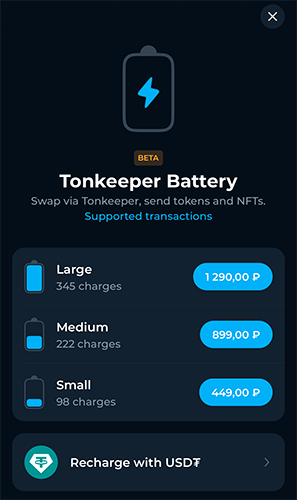 BETA
Tonkeeper Battery
Swap via Tonkeeper, send tokens and NFTs.
Supported transactions
Large
345 charges
1 290,00 ₽
Medium
222 charges
899,00 ₽
Small
98 charges
449,00 ₽
Recharge with USD₮